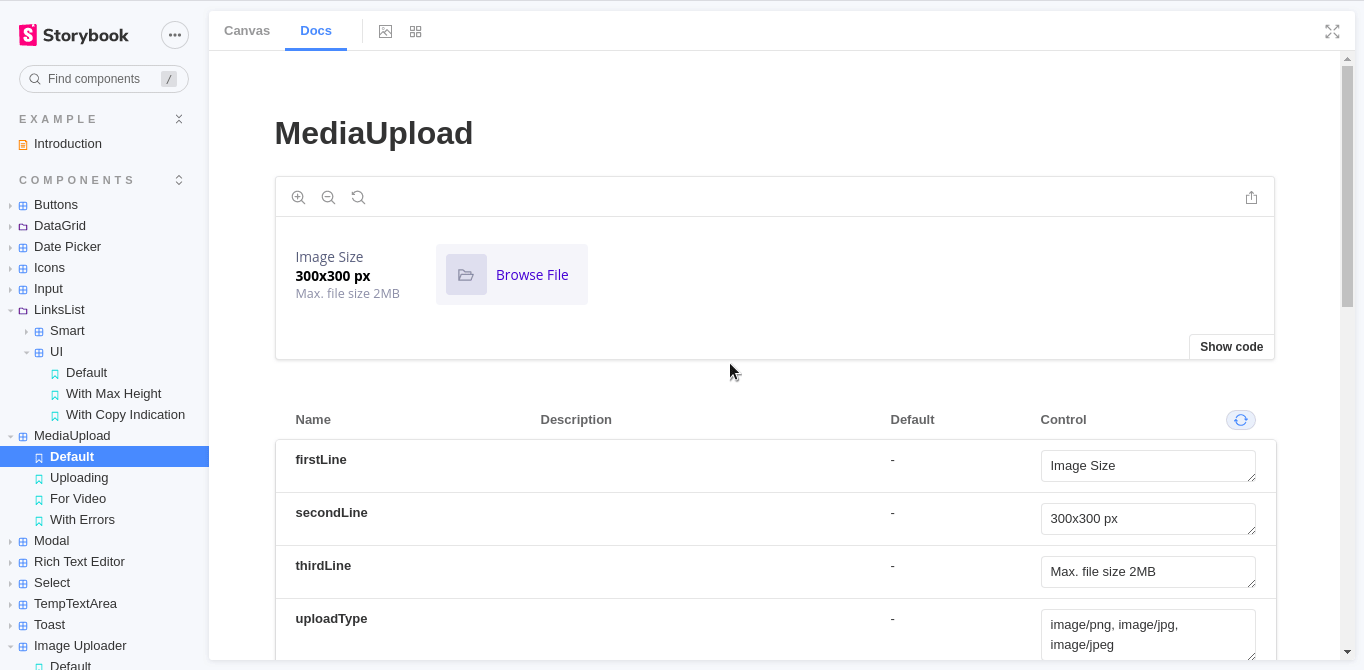 Storybook
Find components
/
EXAMPLE
Introduction
COMPONENTS
Buttons
DataGrid
Date Picker
Icons
Input
LinksList
Smart
UI
Default
With Max Height
With Copy Indication
MediaUpload
Default
Uploading
For Video
With Errors
Modal
Rich Text Editor
Select
TempTextArea
Toast
Image Uploader
Default
Canvas
Docs
MediaUpload
Image Size
300x300 px
Max. file size 2MB
Browse File
Show code
Name Description Default Control
firstLine - Image Size
secondLine - 300x300 px
thirdLine - Max. file size 2MB
uploadType - image/png, image/jpg,
image/jpeg